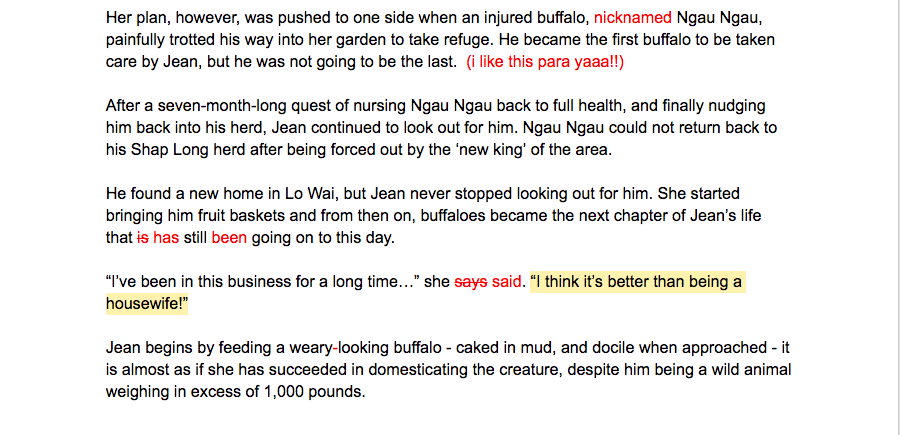 Her plan, however, was pushed to one side when an injured buffalo, nicknamed Ngau Ngau,
painfully trotted his way into her garden to take refuge. He became the first buffalo to be taken
care by Jean, but he was not going to be the last.  (i like this para yaaa!!)
After a seven-month-long quest of nursing Ngau Ngau back to full health, and finally nudging
him back into his herd, Jean continued to look out for him. Ngau Ngau could not return back to
his Shap Long herd after being forced out by the ‘new king’ of the area.
He found a new home in Lo Wai, but Jean never stopped looking out for him. She started
bringing him fruit baskets and from then on, buffaloes became the next chapter of Jean’s life
that is has still been going on to this day.
“I’ve been in this business for a long time…” she says said. “I think it’s better than being a
housewife!”
Jean begins by feeding a weary-looking buffalo - caked in mud, and docile when approached - it
is almost as if she has succeeded in domesticating the creature, despite him being a wild animal
weighing in excess of 1,000 pounds.